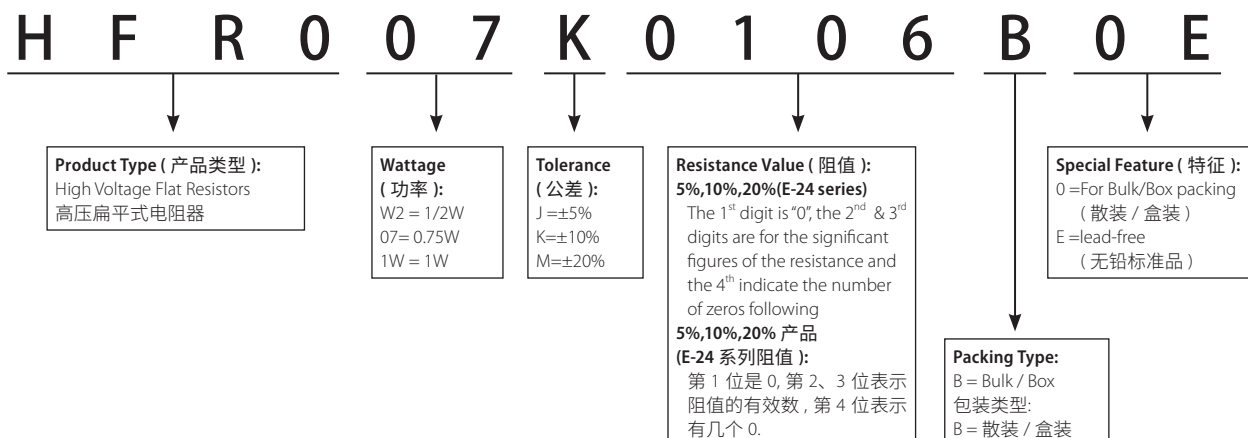 H F R 0 0 7 K 0 1 0 6 B 0 E
Product Type ( 产品类型 ):
High Voltage Flat Resistors
高压扁平式电阻器
Wattage
( 功率 ):
W2 = 1/2W
07= 0.75W
1W = 1W
Tolerance
( 公差 ):
J =±5%
K=±10%
M=±20%
Resistance Value ( 阻值 ):
5%,10%,20%(E-24 series)
The 1st digit is "0", the 2nd & 3rd
digits are for the significant
figures of the resistance and
the 4th indicate the number
of zeros following
5%,10%,20% 产品
(E-24 系列阻值 ):
第 1 位是 0, 第 2、3 位表示
阻值的有效数 , 第 4 位表示
有几个 0.
Packing Type:
B = Bulk / Box
包装类型:
B = 散装 / 盒装
Special Feature ( 特征 ):
0 =For Bulk/Box packing
( 散装 / 盒装 )
E =lead-free
( 无铅标准品 )